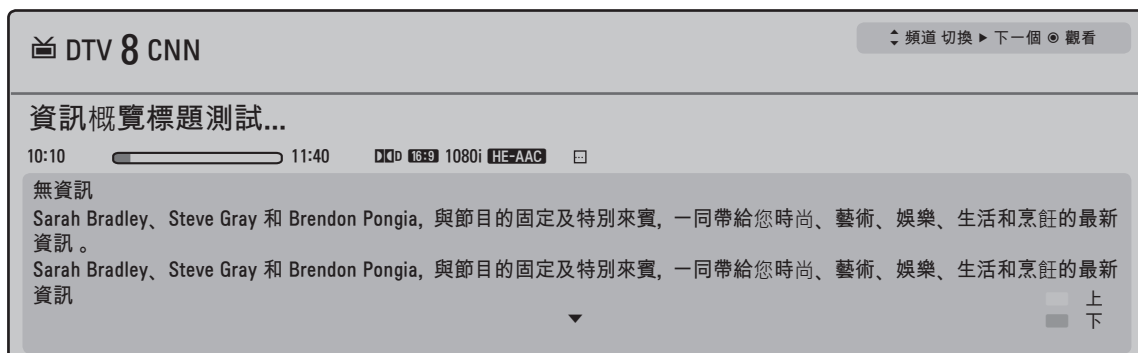 DTV 8 CNN
頻道 切換 ▶ 下一個 ◉ 觀看
資訊概覽標題測試...
10:10 11:40 DD D 16:9 1080i HE-AAC
無資訊
Sarah Bradley、Steve Gray 和 Brendon Pongia, 與節目的固定及特別來賓, 一同帶給您時尚、藝術、娛樂、生活和烹飪的最新
資訊。
Sarah Bradley、Steve Gray 和 Brendon Pongia, 與節目的固定及特別來賓, 一同帶給您時尚、藝術、娛樂、生活和烹飪的最新
資訊
上
下